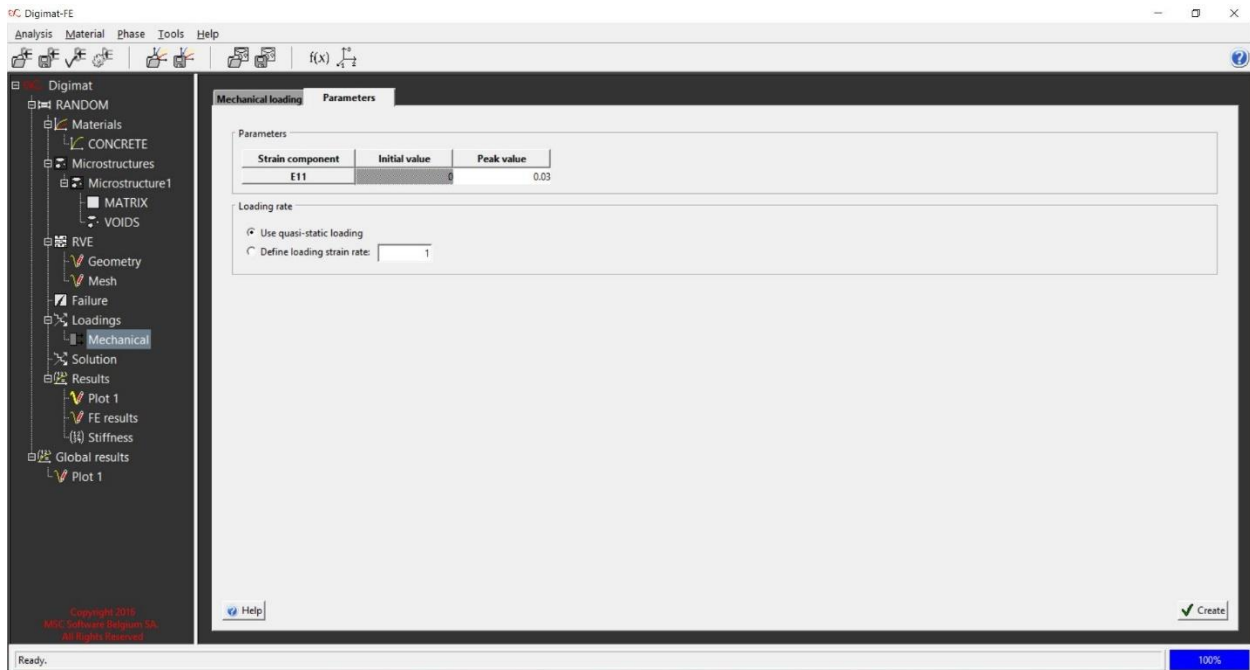 Digimat-FE
Analysis Material Phase Tools Help
f(x)
Digimat
RANDOM
Materials
CONCRETE
Microstructures
Microstructure1
MATRIX
VOIDS
RVE
Geometry
Mesh
Failure
Loadings
Mechanical
Solution
Results
Plot 1
FE results
Stiffness
Global results
Plot 1
Copyright 2016
MSC Software Belgium SA.
All Rights Reserved
Mechanical loading Parameters
Parameters
Strain component Initial value Peak value
E11 0 0.03
Loading rate
Use quasi-static loading
Define loading strain rate: 1
Help
Create
Ready.
100%